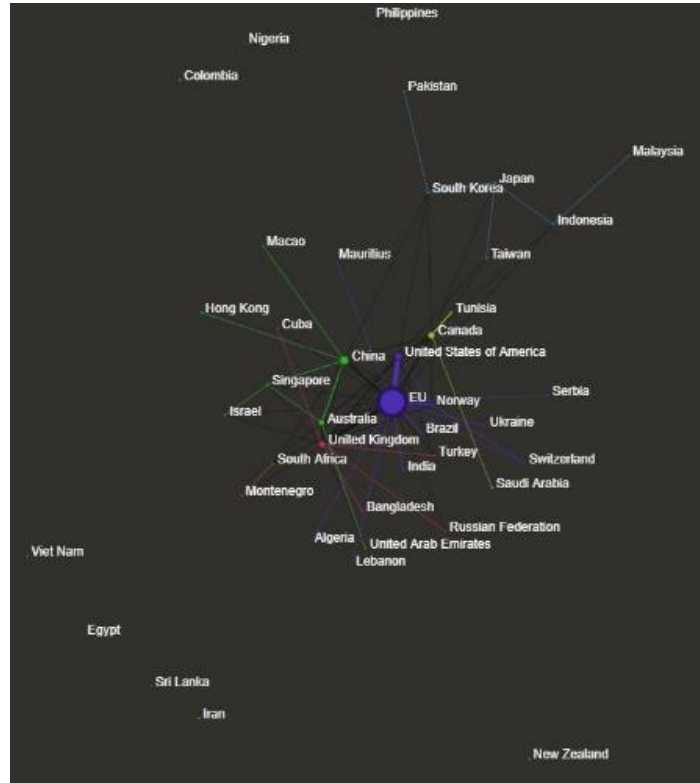 Philippines
Nigeria
Colombia
Pakistan
Malaysia
Japan
South Korea
Indonesia
Macao
Mauritius
Taiwan
Hong Kong
Tunisia
Cuba
Canada
China
United States of America
Singapore
Serbia
EU
Norway
Israel
Australia
Ukraine
Brazil
United Kingdom
Turkey
South Africa
India
Switzerland
Montenegro
Saudi Arabia
Bangladesh
Russian Federation
Algeria
United Arab Emirates
Viet Nam
Lebanon
Egypt
Sri Lanka
Iran
New Zealand